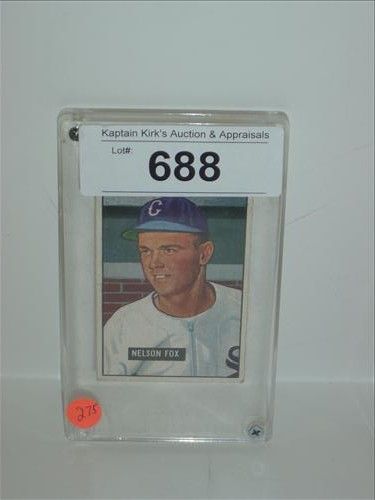 Kaptain Kirk's Auction & Appraisals
Lot#:
688
C
NELSON FOX
S
275